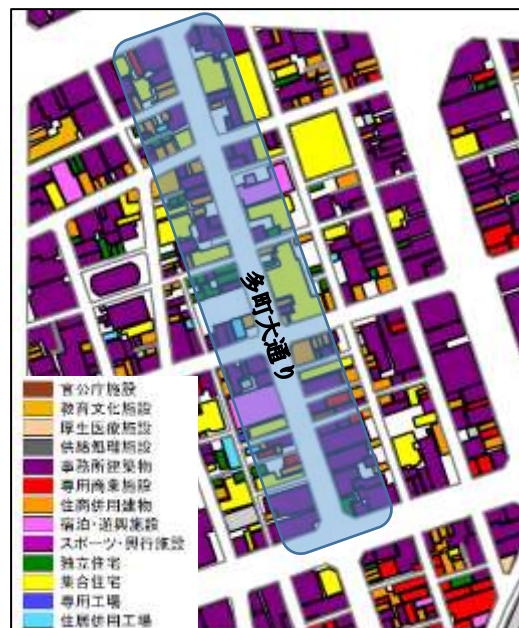 多町大通り
官公庁施設
教育文化施設
厚生医療施設
供給処理施設
事務所建築物
専用商業施設
住商併用建物
宿泊・遊興施設
スポーツ・興行施設
独立住宅
集合住宅
専用工場
住居併用工場